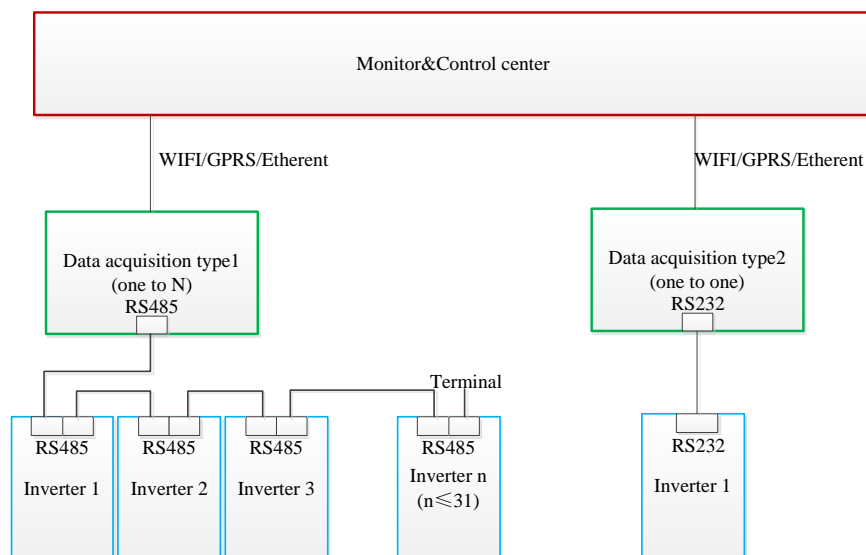 Monitor&Control center
WIFI/GPRS/Etherent
WIFI/GPRS/Etherent
Data acquisition type1
(one to N)
RS485
Data acquisition type2
(one to one)
RS232
Terminal
RS485
Inverter 1
RS485
Inverter 2
RS485
Inverter 3
RS485
Inverter n
(n≤31)
RS232
Inverter 1